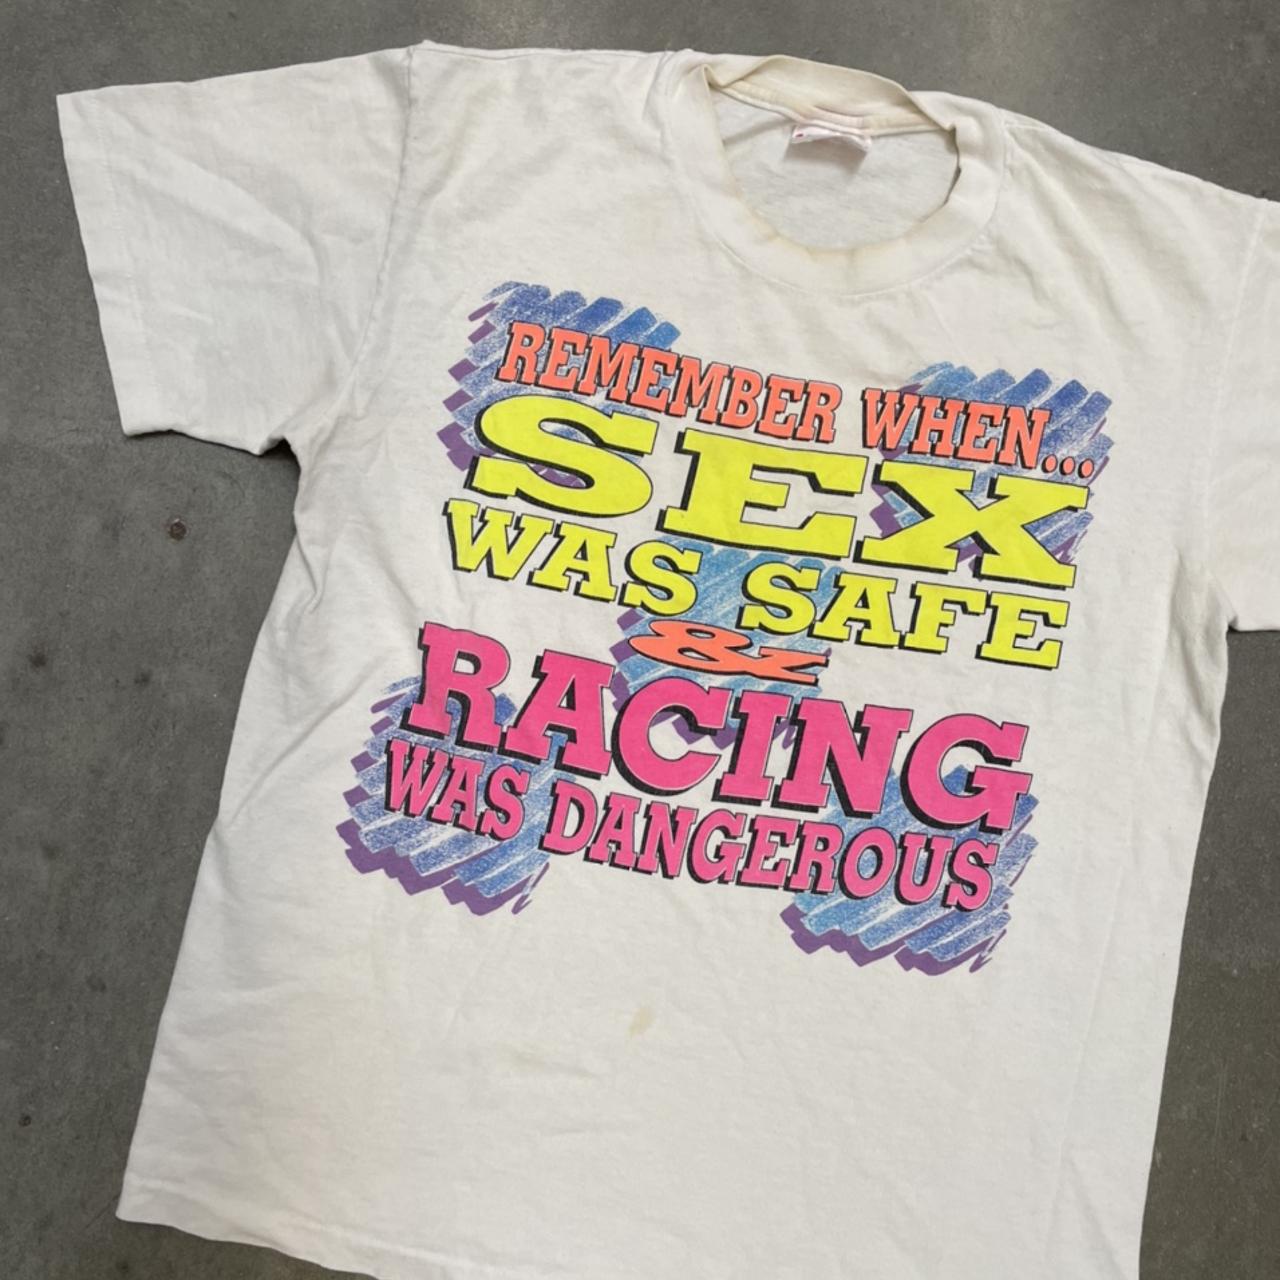 REMEMBER WHEN...
SEX
WAS SAFE
&
RACING
WAS DANGEROUS